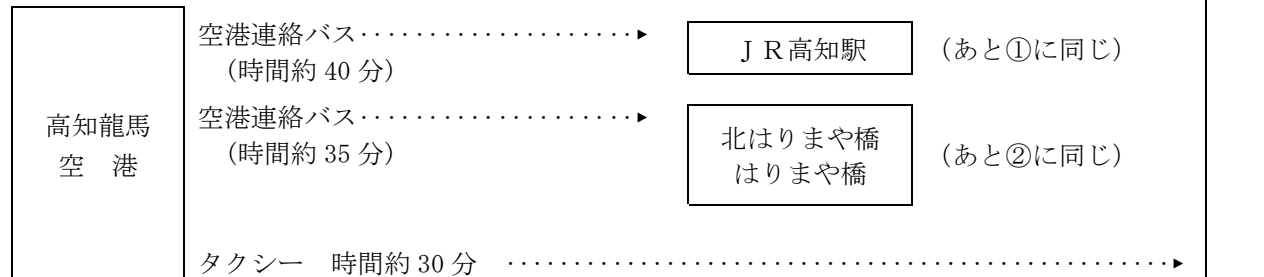 高知龍馬
空 港
空港連絡バス・・・・・・・・・・・・・・・・・・・・▶
(時間約 40 分)
JR高知駅
(あと①に同じ)
空港連絡バス・・・・・・・・・・・・・・・・・・・・▶
(時間約 35 分)
北はりまや橋
はりまや橋
(あと②に同じ)
タクシー 時間約 30 分 ・・・・・・・・・・・・・・・・・・・・・・・・・・・・・・・・・・・・・・・・・・・・・・・・・・▶